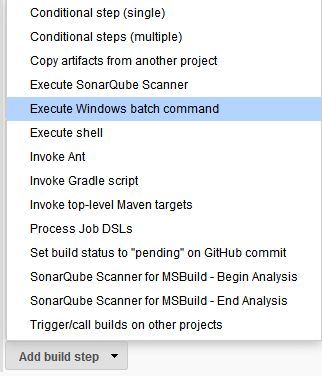 Conditional step (single)
Conditional steps (multiple)
Copy artifacts from another project
Execute SonarQube Scanner
Execute Windows batch command
Execute shell
Invoke Ant
Invoke Gradle script
Invoke top-level Maven targets
Process Job DSLs
Set build status to "pending" on GitHub commit
SonarQube Scanner for MSBuild - Begin Analysis
SonarQube Scanner for MSBuild - End Analysis
Trigger/call builds on other projects
Add build step